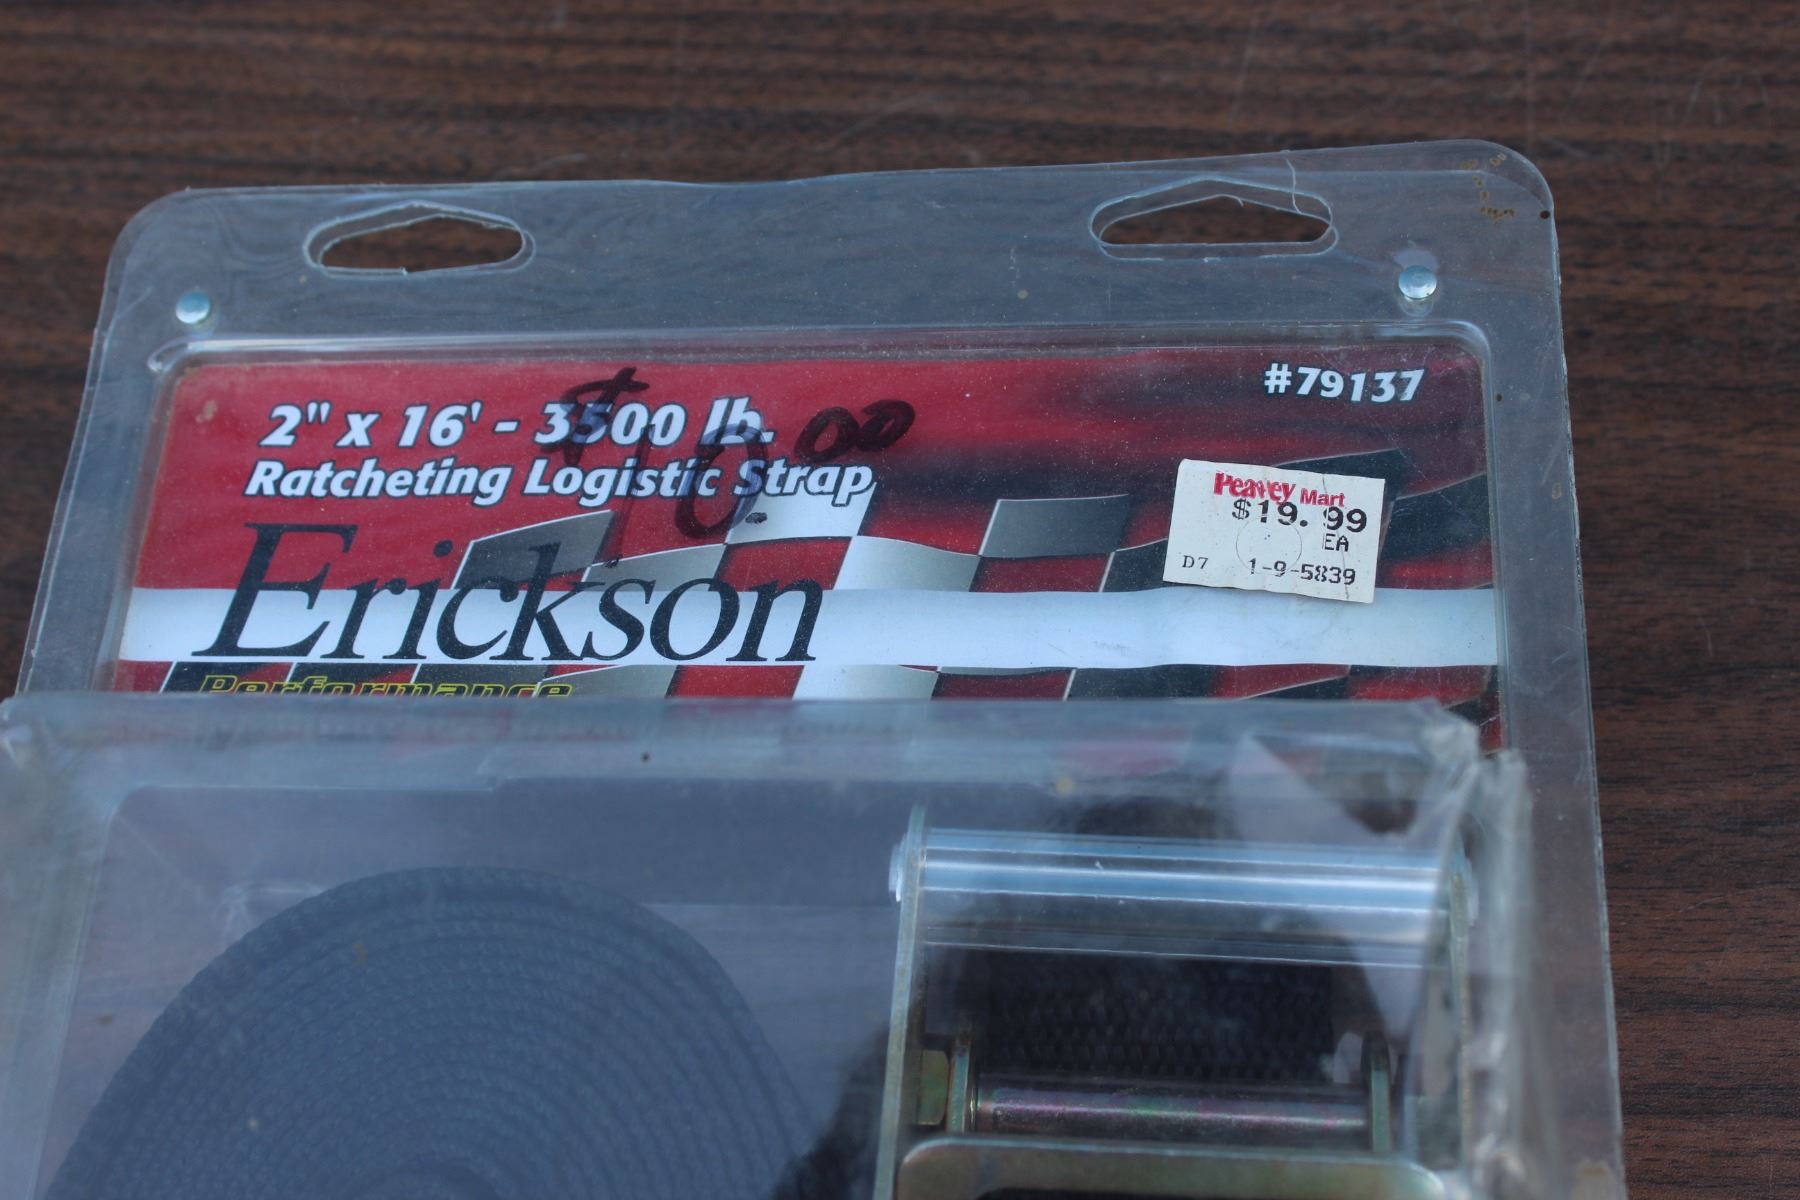 #79137
2" x 16' - 3500 lb.
$10.00
Ratcheting Logistic Strap
Peavey Mart
$19.99
EA
D7 1-9-5839
Erickson
Performance